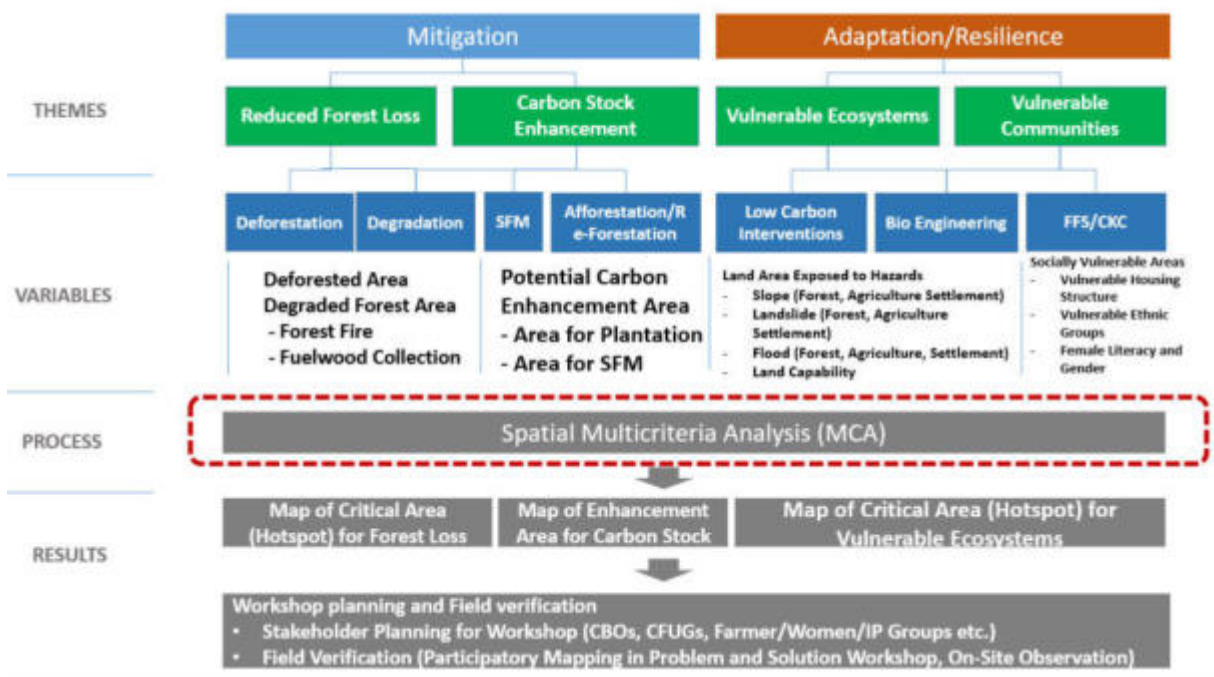 Mitigation
Adaptation/Resilience
THEMES
Reduced Forest Loss
Carbon Stock
Enhancement
Vulnerable Ecosystems
Vulnerable
Communities
VARIABLES
Deforestation
Degradation
SFM
Afforestation/R
e-Forestation
Low Carbon
Interventions
Bio Engineering
FFS/CKC
Deforested Area
Degraded Forest Area
- Forest Fire
- Fuelwood Collection
Potential Carbon
Enhancement Area
- Area for Plantation
- Area for SFM
Land Area Exposed to Hazards
- Slope (Forest, Agriculture Settlement)
- Landslide (Forest, Agriculture
Settlement)
- Flood (Forest, Agriculture, Settlement)
- Land Capability
Socially Vulnerable Areas
- Vulnerable Housing
Structure
- Vulnerable Ethnic
Groups
- Female Literacy and
Gender
PROCESS
Spatial Multicriteria Analysis (MCA)
RESULTS
Map of Critical Area
(Hotspot) for Forest Loss
Map of Enhancement
Area for Carbon Stock
Map of Critical Area (Hotspot) for
Vulnerable Ecosystems
Workshop planning and Field verification
• Stakeholder Planning for Workshop (CBOs, CFUGs, Farmer/Women/IP Groups etc.)
• Field Verification (Participatory Mapping in Problem and Solution Workshop, On-Site Observation)